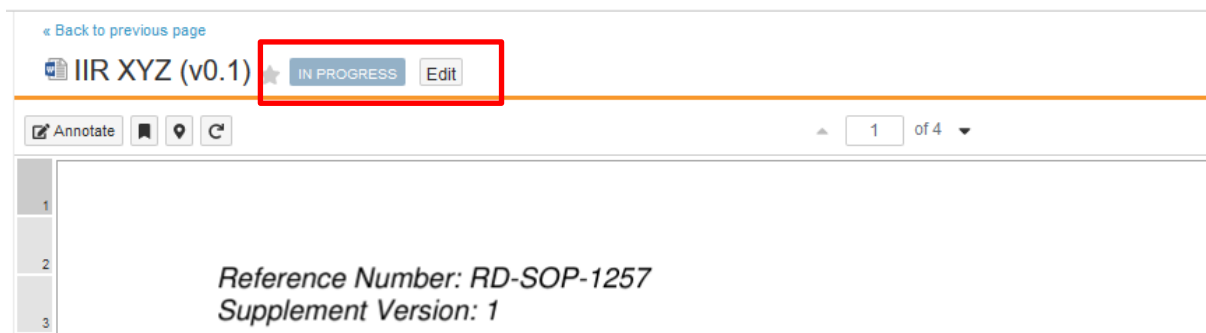 « Back to previous page
IIR XYZ (v0.1) IN PROGRESS Edit
Annotate 1 of 4
1
2
Reference Number: RD-SOP-1257
Supplement Version: 1
3